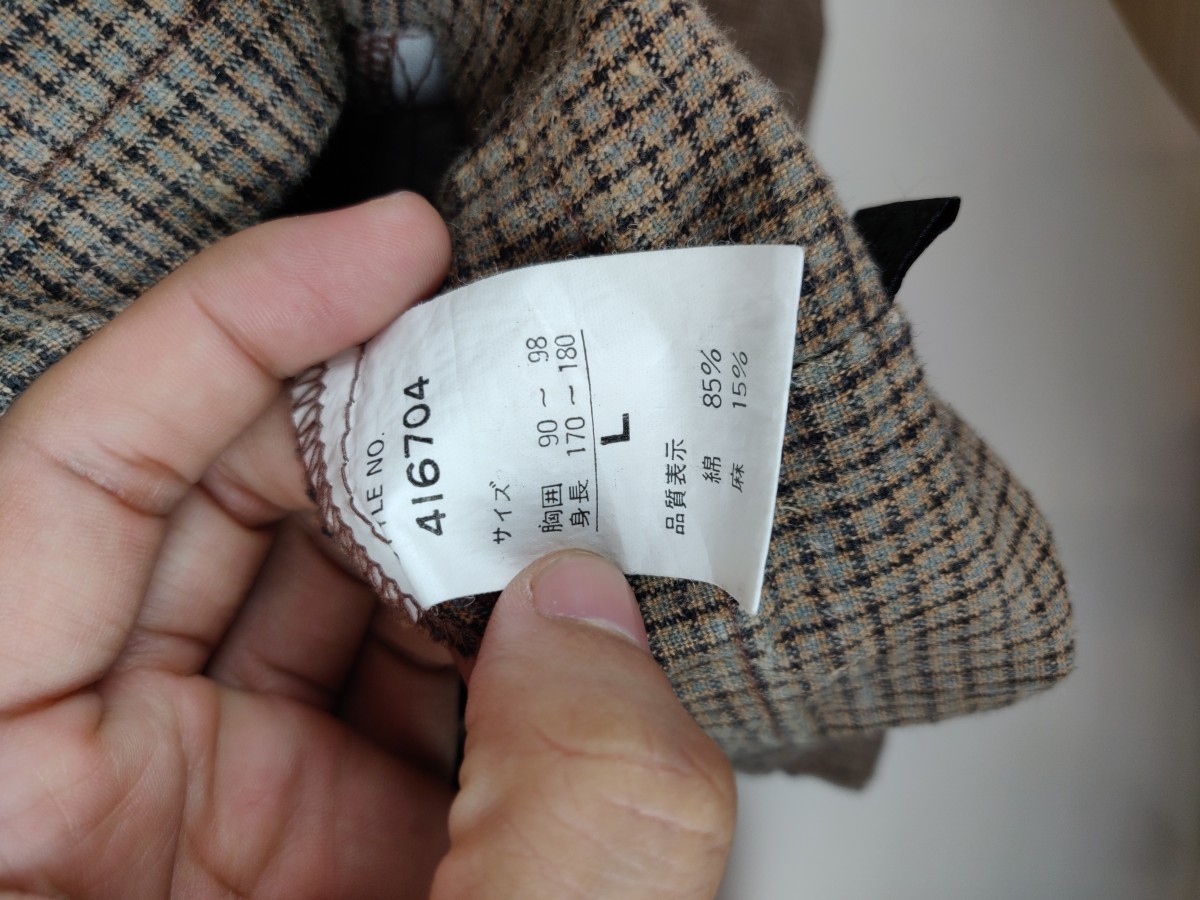 YLE NO.
416704
サイズ
胸囲 90 ~ 98
身長 170 ~ 180
L
品質表示
綿 85%
麻 15%